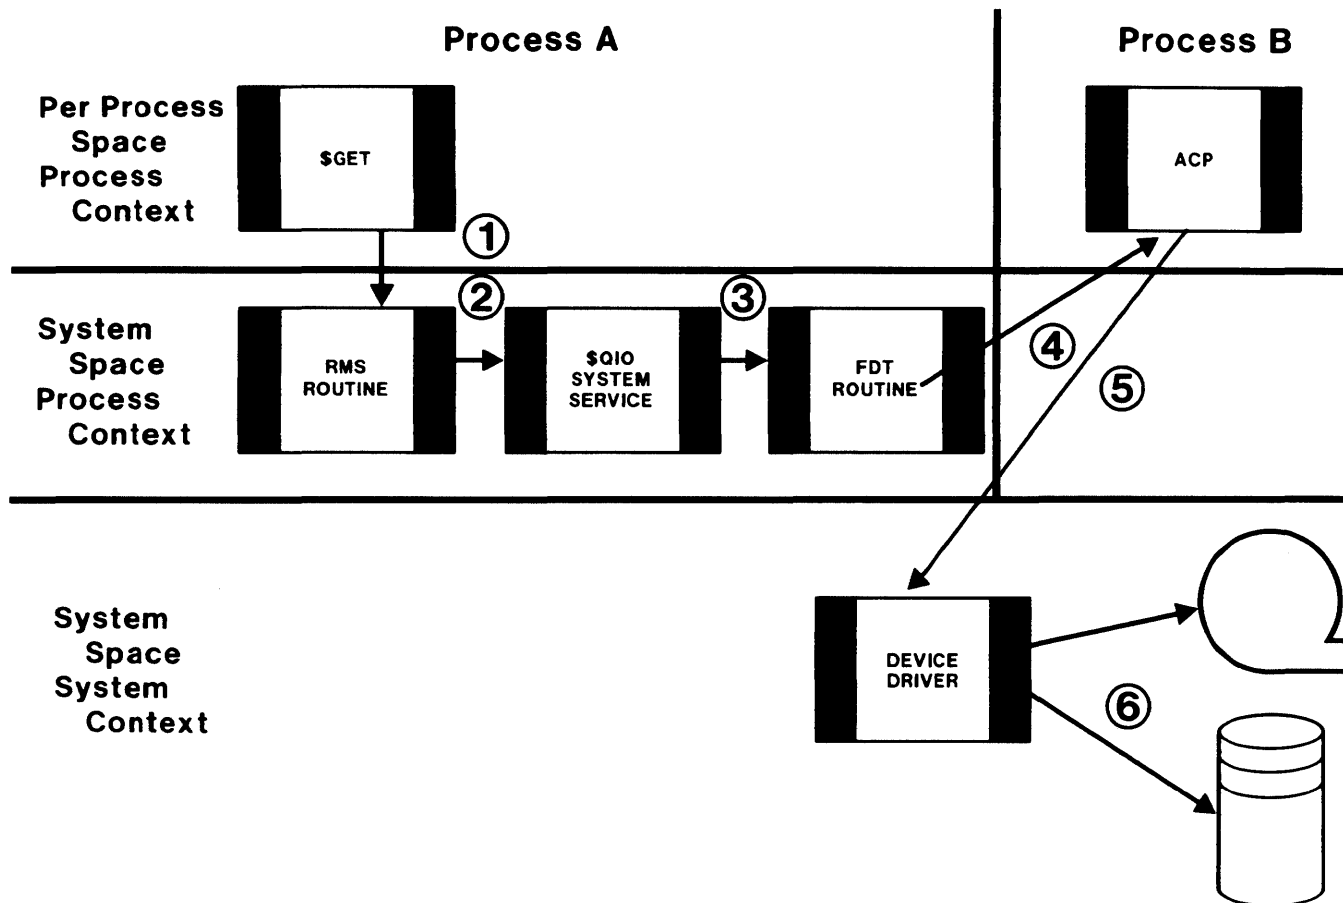 Process A
Process B
Per Process
Space
Process
Context
$GET
ACP
①
②
③
System
Space
Process
Context
RMS
ROUTINE
$QIO
SYSTEM
SERVICE
FDT
ROUTINE
④
⑤
System
Space
System
Context
DEVICE
DRIVER
⑥